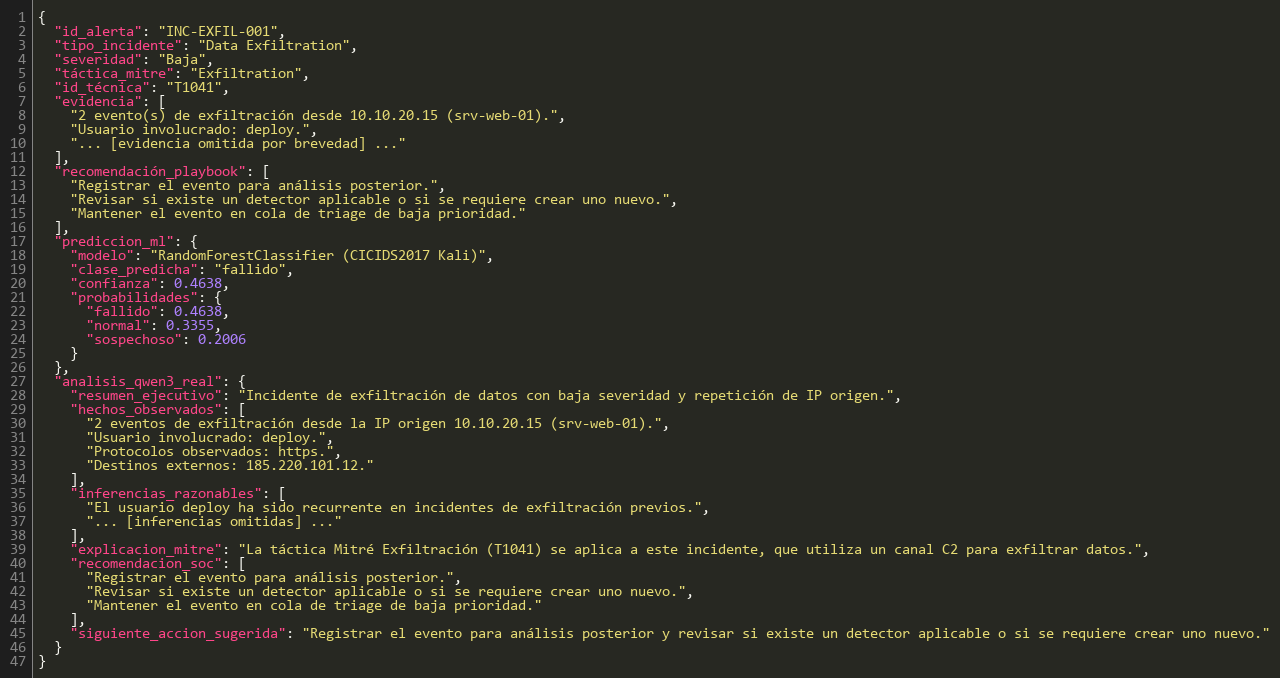 1 {
2   "id_alerta": "INC-EXFIL-001",
3   "tipo_incidente": "Data Exfiltration",
4   "severidad": "Baja",
5   "táctica_mitre": "Exfiltration",
6   "id_técnica": "T1041",
7   "evidencia": [
8     "2 evento(s) de exfiltración desde 10.10.20.15 (srv-web-01).",
9     "Usuario involucrado: deploy.",
10     "... [evidencia omitida por brevedad] ..."
11   ],
12   "recomendación_playbook": [
13     "Registrar el evento para análisis posterior.",
14     "Revisar si existe un detector aplicable o si se requiere crear uno nuevo.",
15     "Mantener el evento en cola de triage de baja prioridad."
16   ],
17   "prediccion_ml": {
18     "modelo": "RandomForestClassifier (CICIDS2017 Kali)",
19     "clase_predicha": "fallido",
20     "confianza": 0.4638,
21     "probabilidades": {
22       "fallido": 0.4638,
23       "normal": 0.3355,
24       "sospechoso": 0.2006
25     }
26   },
27   "analisis_qwen3_real": {
28     "resumen_ejecutivo": "Incidente de exfiltración de datos con baja severidad y repetición de IP origen.",
29     "hechos_observados": [
30       "2 eventos de exfiltración desde la IP origen 10.10.20.15 (srv-web-01).",
31       "Usuario involucrado: deploy.",
32       "Protocolos observados: https.",
33       "Destinos externos: 185.220.101.12."
34     ],
35     "inferencias_razonables": [
36       "El usuario deploy ha sido recurrente en incidentes de exfiltración previos.",
37       "... [inferencias omitidas] ..."
38     ],
39     "explicacion_mitre": "La táctica Mitré Exfiltración (T1041) se aplica a este incidente, que utiliza un canal C2 para exfiltrar datos.",
40     "recomendacion_soc": [
41       "Registrar el evento para análisis posterior.",
42       "Revisar si existe un detector aplicable o si se requiere crear uno nuevo.",
43       "Mantener el evento en cola de triage de baja prioridad."
44     ],
45     "siguiente_accion_sugerida": "Registrar el evento para análisis posterior y revisar si existe un detector aplicable o si se requiere crear uno nuevo."
46   }
47 }